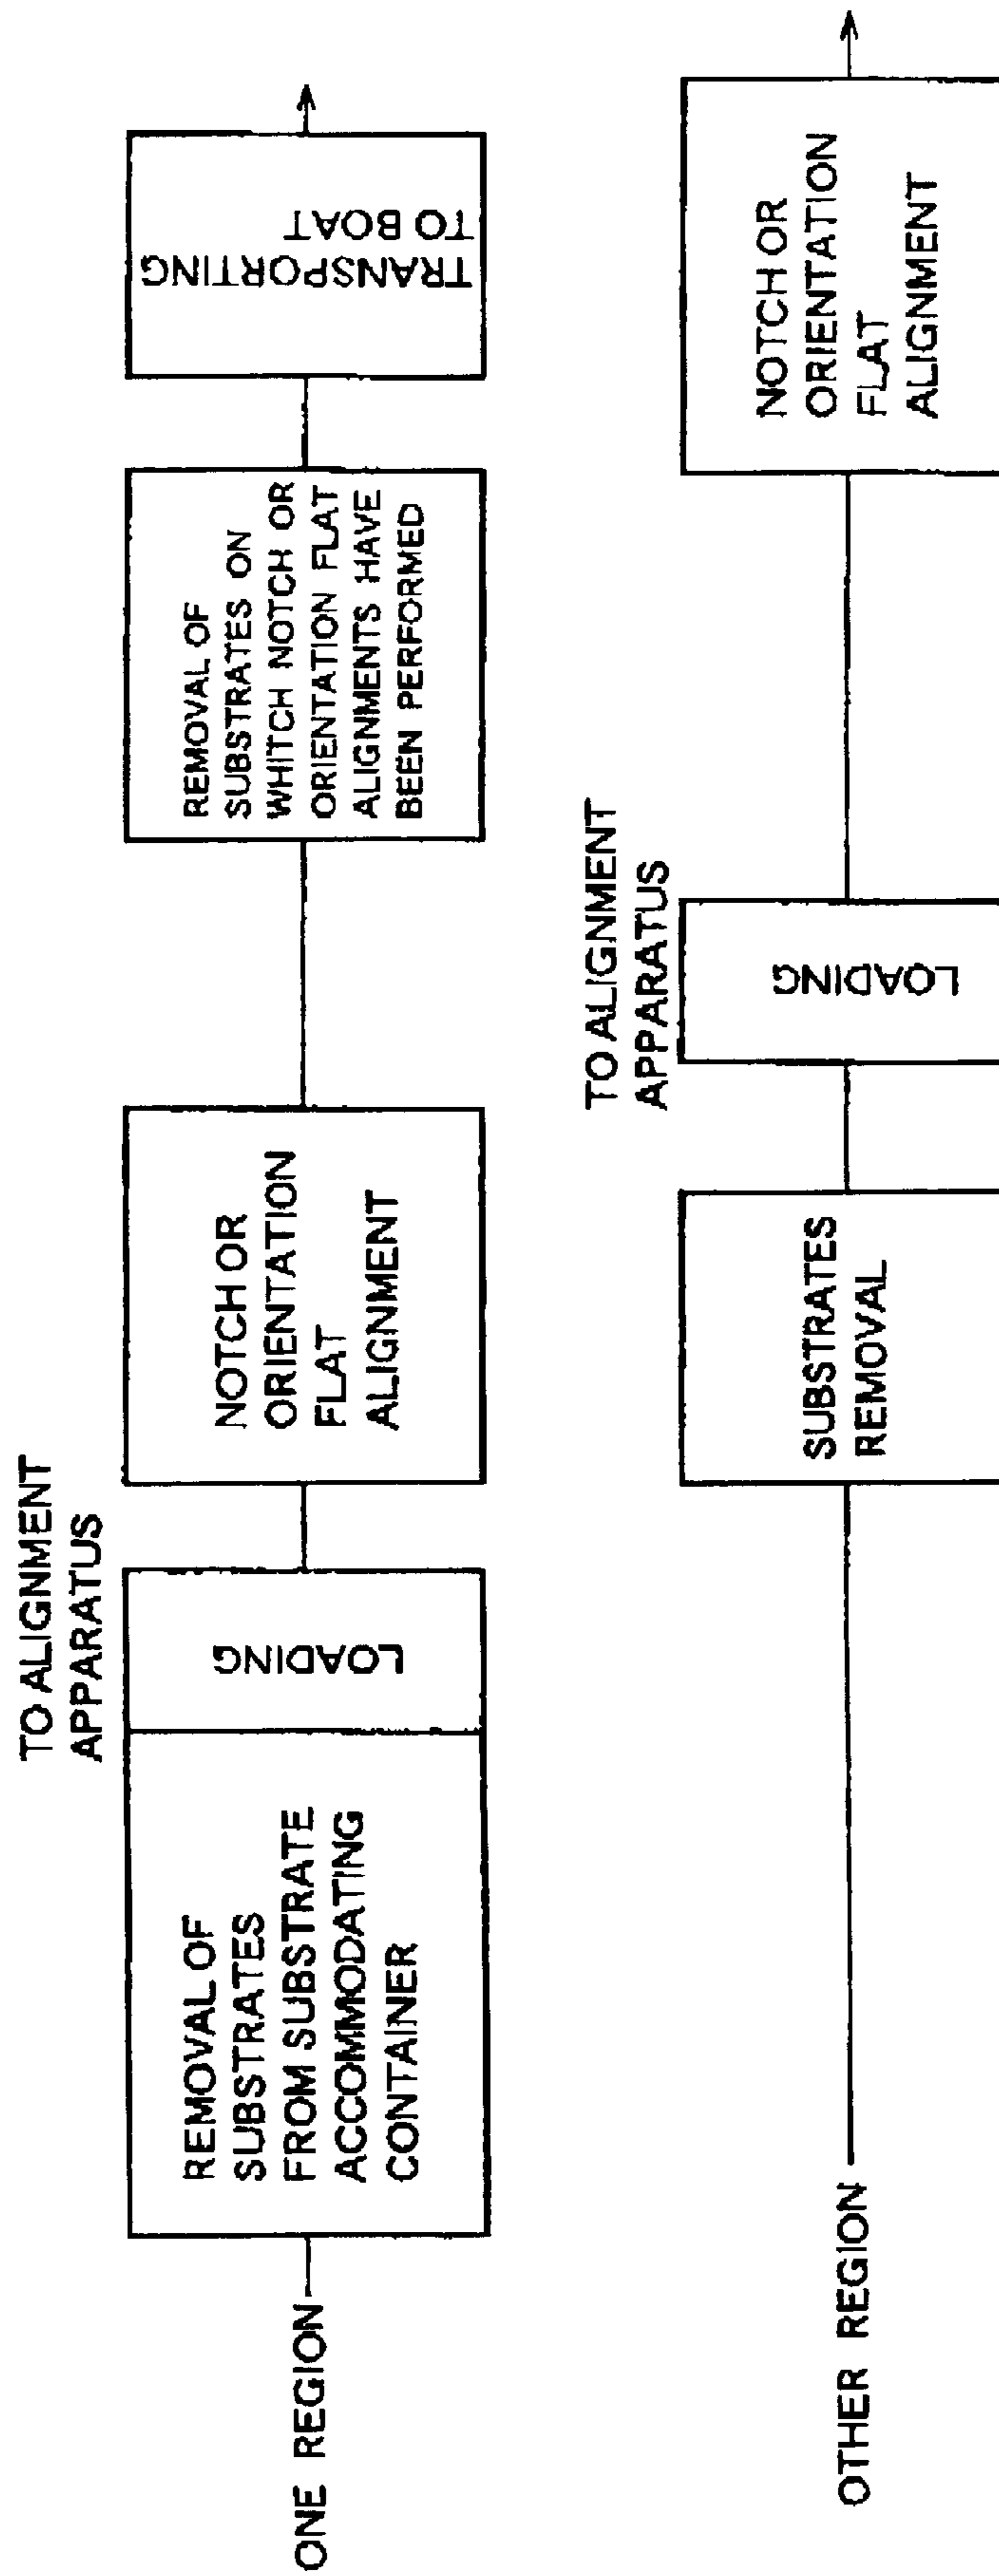 ONE REGION
TO ALIGNMENT
APPARATUS
REMOVAL OF
SUBSTRATES
FROM SUBSTRATE
ACCOMMODATING
CONTAINER
LOADING
NOTCH OR
ORIENTATION
FLAT
ALIGNMENT
REMOVAL OF
SUBSTRATES ON
WHITCH NOTCH OR
ORIENTATION FLAT
ALIGNMENTS HAVE
BEEN PERFORMED
TRANSPORTING
TO BOAT
OTHER REGION
SUBSTRATES
REMOVAL
TO ALIGNMENT
APPARATUS
LOADING
NOTCH OR
ORIENTATION
FLAT
ALIGNMENT